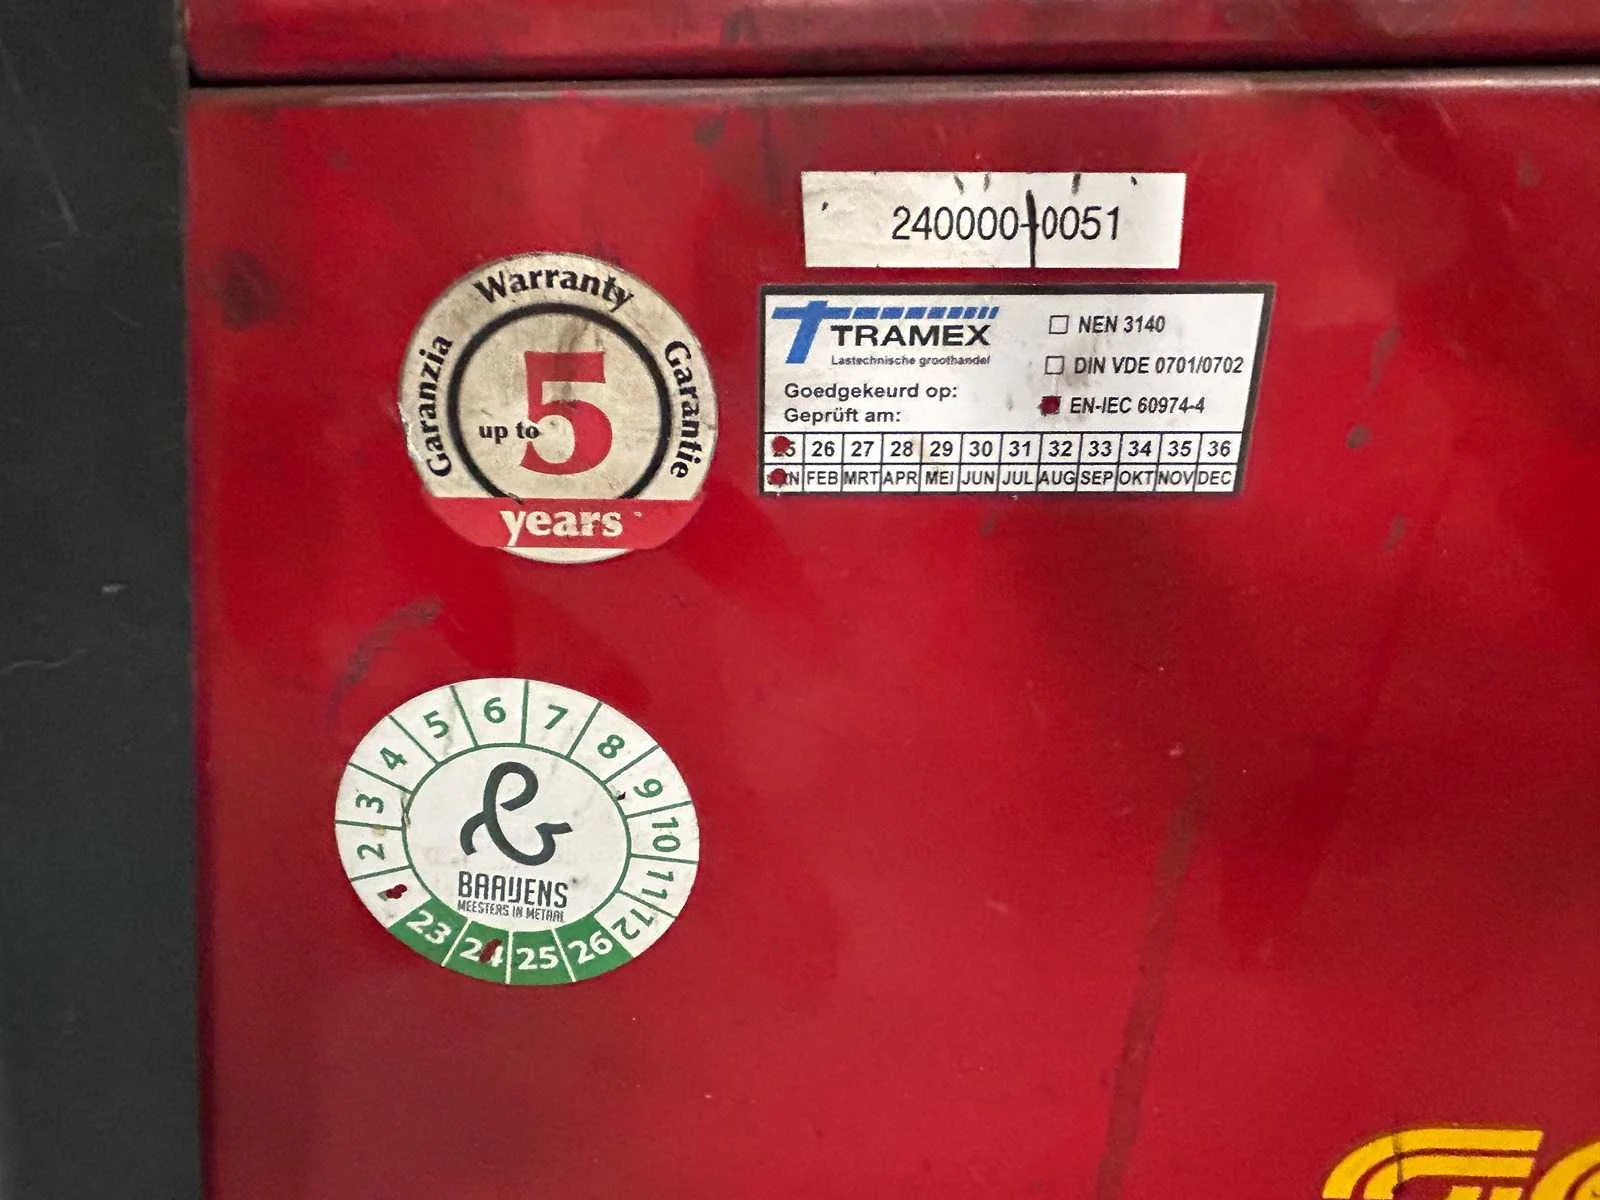 240000-0051
Warranty
Garanzia
Garantie
up to 5
years
TRAMEX
Lastechnische groothandel
NEN 3140
DIN VDE 0701/0702
EN-IEC 60974-4
Goedgekeurd op:
Geprüft am:
26 27 28 29 30 31 32 33 34 35 36
FEB MRT APR MEI JUN JUL AUG SEP OKT NOV DEC
1 2 3 4 5 6 7 8 9 10 11 12
BAAIJENS
MEESTERS IN METAAL
23 24 25 26